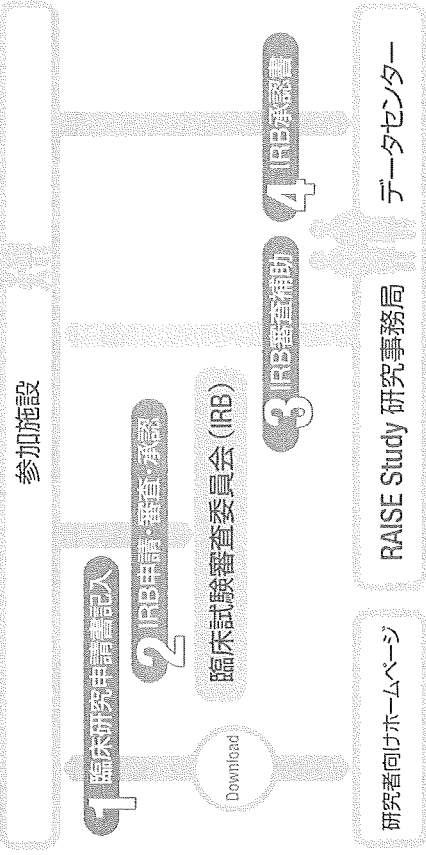 参加施設
1 臨床研究申請書記入
2 IRB申請・審査・承認
臨床試験審査委員会（IRB）
Download
3 IRB審査補助
4 IRB承認書
研究者向けホームページ
RAISE Study 研究事務局
データセンター